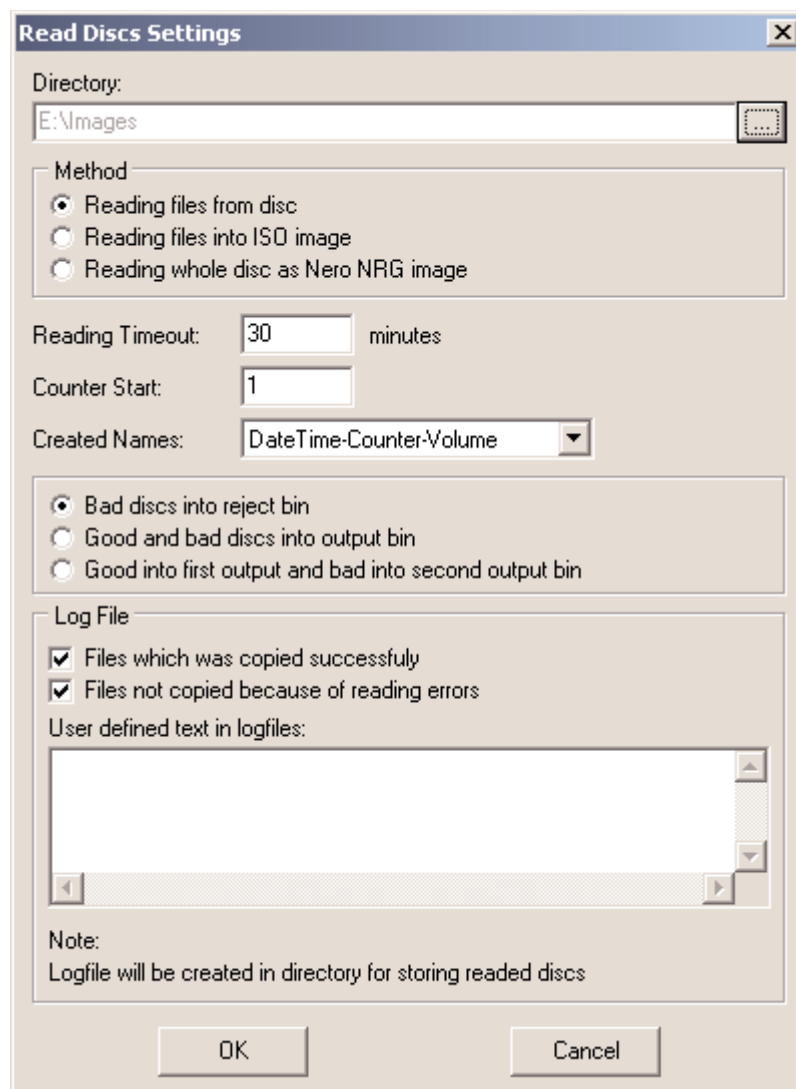 Read Discs Settings
Directory:
E:\Images
...
Method
Reading files from disc
Reading files into ISO image
Reading whole disc as Nero NRG image
Reading Timeout: 30 minutes
Counter Start: 1
Created Names: DateTime-Counter-Volume
Bad discs into reject bin
Good and bad discs into output bin
Good into first output and bad into second output bin
Log File
Files which was copied successfuly
Files not copied because of reading errors
User defined text in logfiles:
Note:
Logfile will be created in directory for storing readed discs
OK Cancel